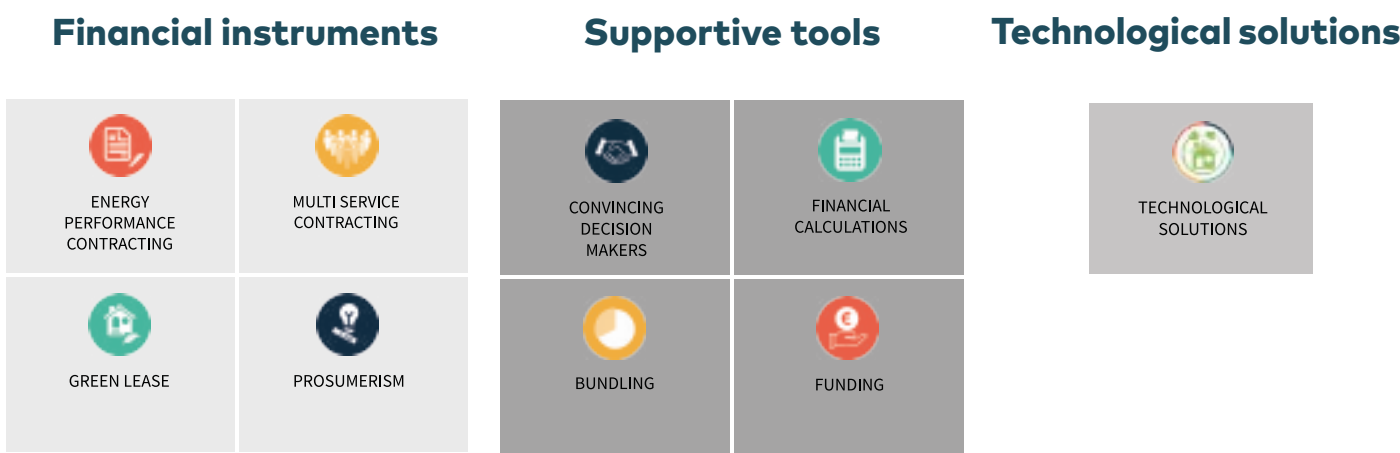 Financial instruments
Supportive tools
Technological solutions
ENERGY
PERFORMANCE
CONTRACTING
MULTI SERVICE
CONTRACTING
GREEN LEASE
PROSUMERISM
CONVINCING
DECISION
MAKERS
FINANCIAL
CALCULATIONS
BUNDLING
FUNDING
TECHNOLOGICAL
SOLUTIONS